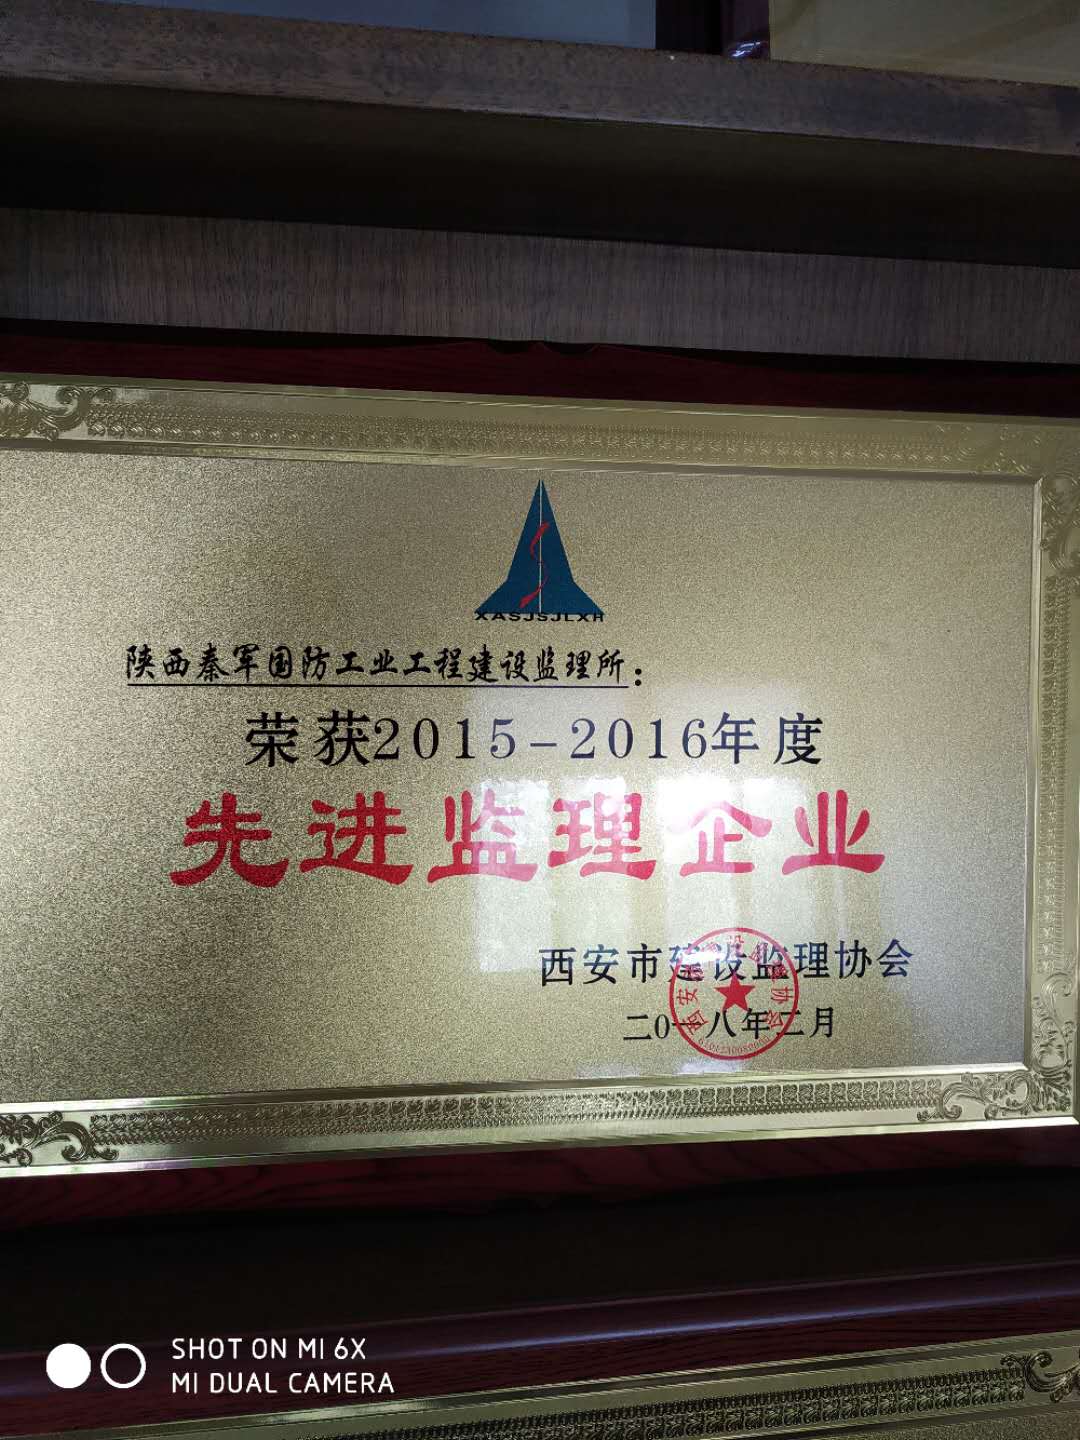 XASJSJLXH
陕西秦军国防工业工程建设监理所：
荣获2015-2016年度
先进监理企业
西安市建设监理协会
二0一八年二月
SHOT ON MI 6X
MI DUAL CAMERA